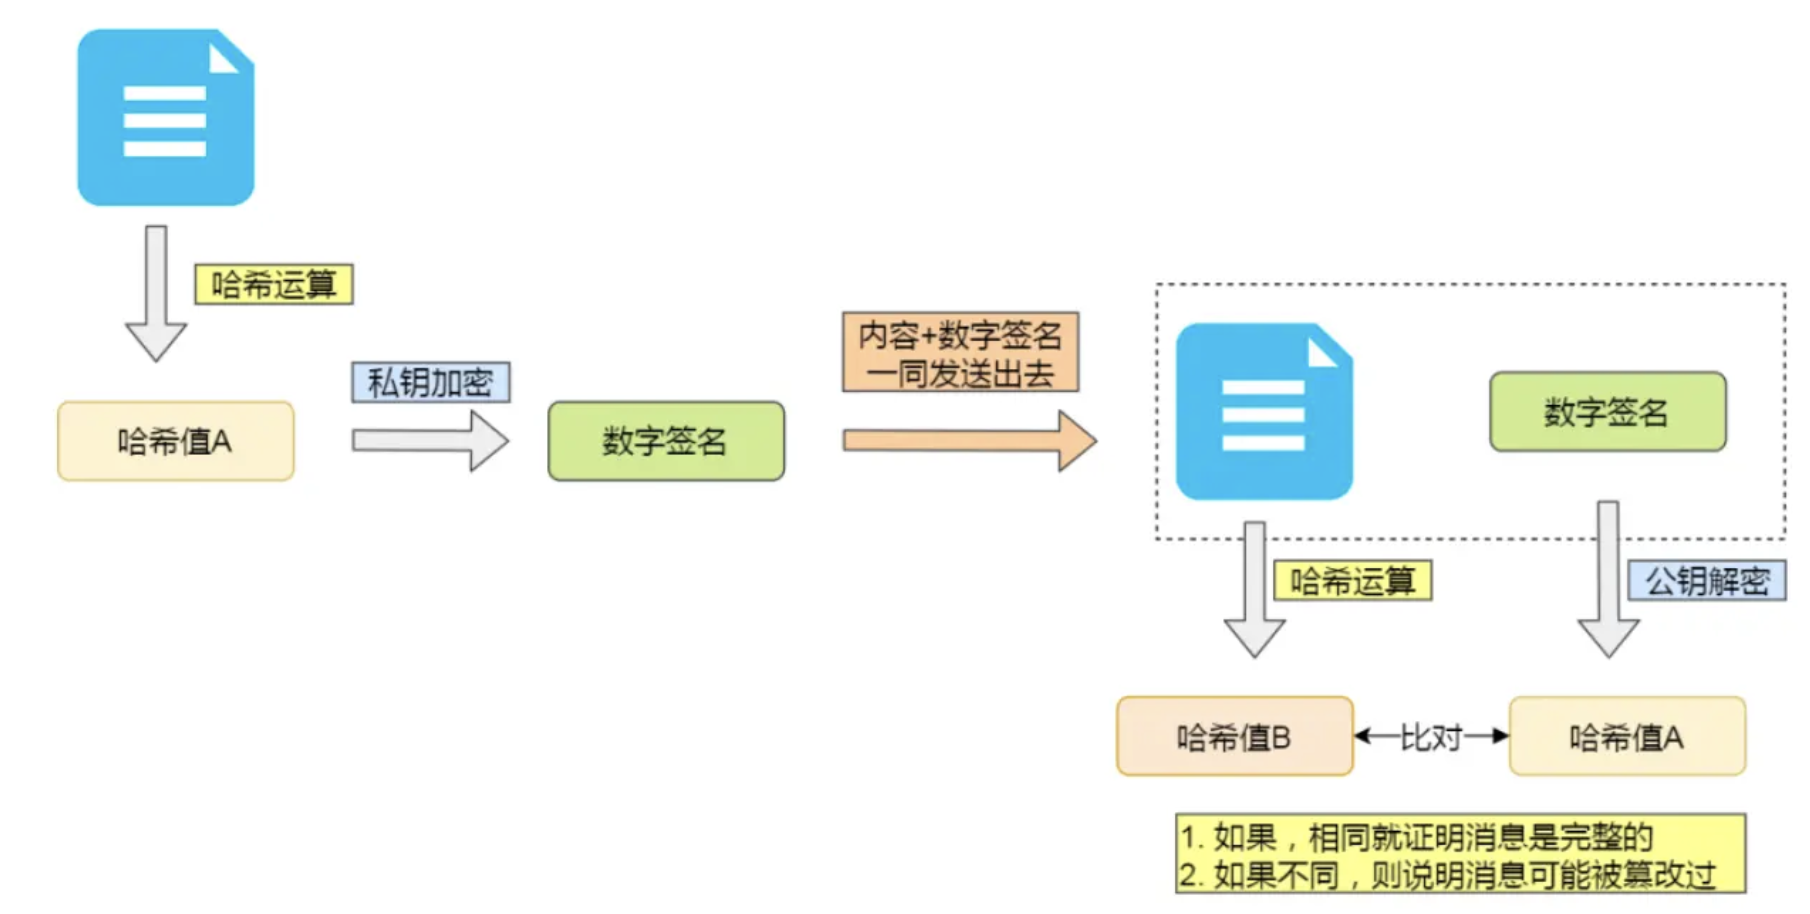 哈希运算
哈希值A
私钥加密
数字签名
内容+数字签名
一同发送出去
数字签名
哈希运算
公钥解密
哈希值B
比对
哈希值A
1. 如果，相同就证明消息是完整的
2. 如果不同，则说明消息可能被篡改过